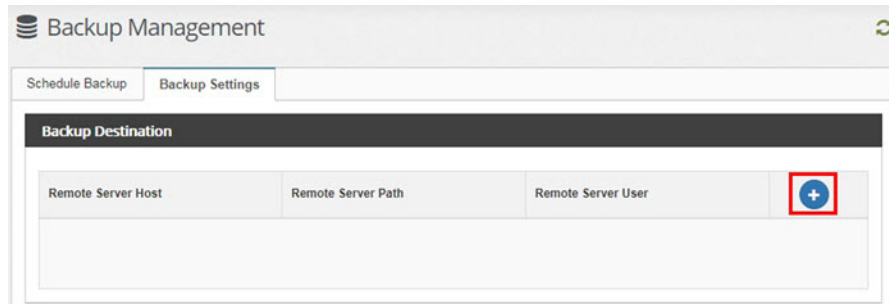 Backup Management
Schedule Backup Backup Settings
Backup Destination
Remote Server Host Remote Server Path Remote Server User